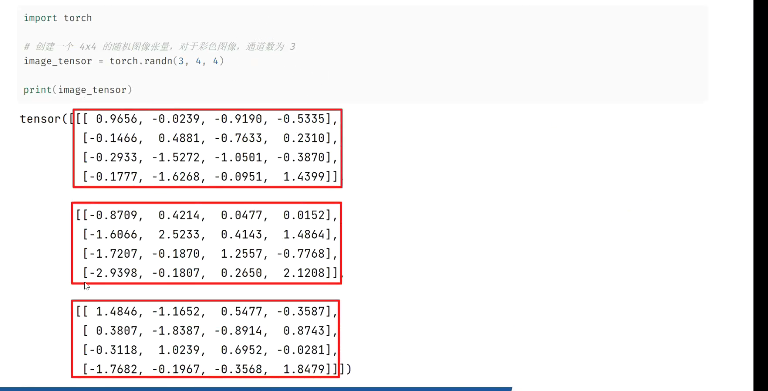 import torch
# 创建一个 4x4 的随机图像张量，对于彩色图像，通道数为 3
image_tensor = torch.randn(3, 4, 4)
print(image_tensor)
tensor([[[ 0.9656, -0.0239, -0.9190, -0.5335],
[-0.1466, 0.4881, -0.7633, 0.2310],
[-0.2933, -1.5272, -1.0501, -0.3870],
[-0.1777, -1.6268, -0.0951, 1.4399]],
[[-0.8709, 0.4214, 0.0477, 0.0152],
[-1.6066, 2.5233, 0.4143, 1.4864],
[-1.7207, -0.1870, 1.2557, -0.7768],
[-2.9398, -0.1807, 0.2650, 2.1208]],
[[ 1.4846, -1.1652, 0.5477, -0.3587],
[ 0.3807, -1.8387, -0.8914, 0.8743],
[-0.3118, 1.0239, 0.6952, -0.0281],
[-1.7682, -0.1967, -0.3568, 1.8479]]])